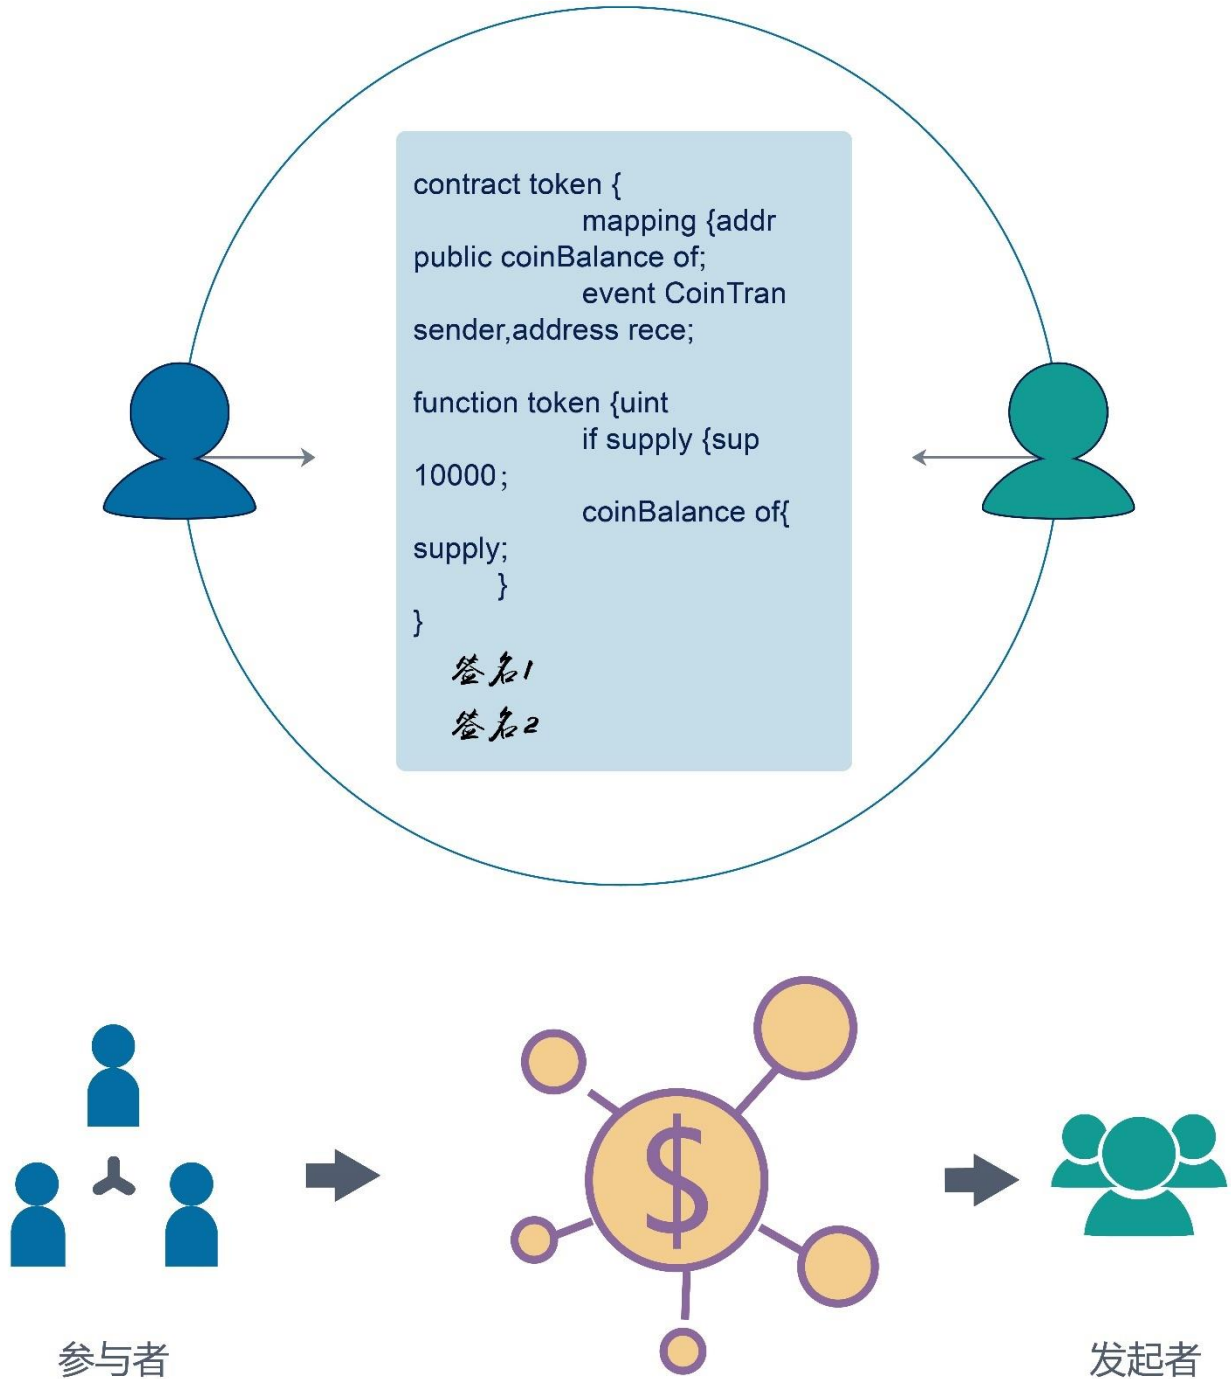 contract token {
mapping {addr
public coinBalance of;
event CoinTran
sender,address rece;
function token {uint
if supply {sup
10000;
coinBalance of{
supply;
}
}
签名1
签名2
$
参与者
发起者